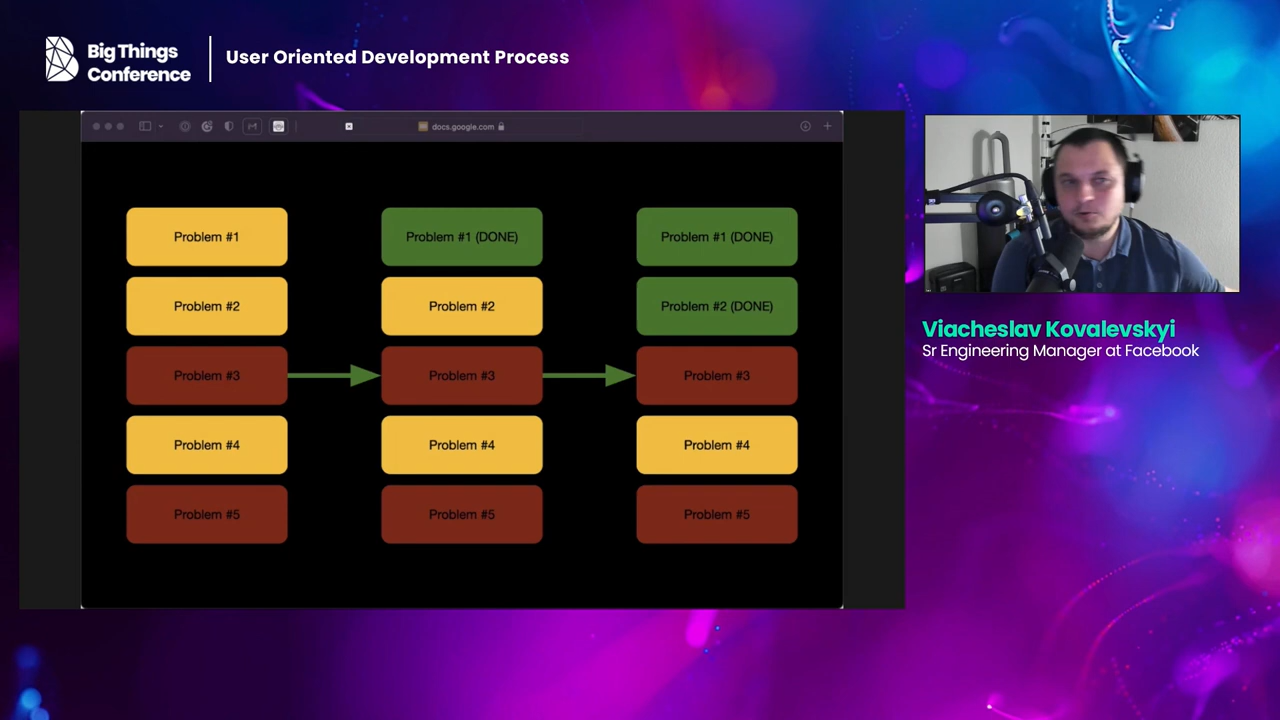 Big Things
Conference
User Oriented Development Process
docs.google.com
Problem #1
Problem #1 (DONE)
Problem #1 (DONE)
Problem #2
Problem #2
Problem #2 (DONE)
Problem #3
Problem #3
Problem #3
Problem #4
Problem #4
Problem #4
Problem #5
Problem #5
Problem #5
Viacheslav Kovalevskyi
Sr Engineering Manager at Facebook